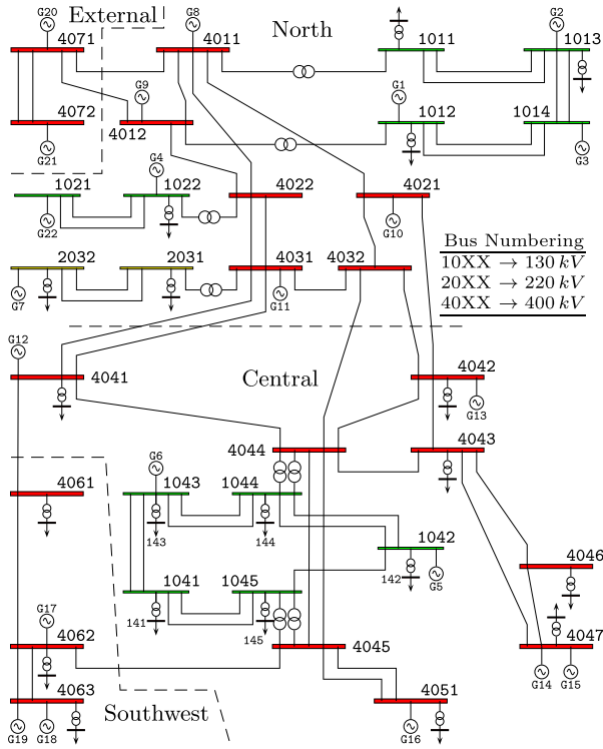 External
North
G20
G8
G2
4071
4011
1011
1013
G9
G1
4072
4012
1012
1014
G21
G4
G3
1021
1022
4022
4021
G22
G10
Bus Numbering
10XX → 130 kV
20XX → 220 kV
40XX → 400 kV
2032
2031
4031
4032
G7
G11
G12
Central
4041
4042
G13
4044
4043
4061
G6
1043
1044
143
144
1042
142
G5
4046
1041
1045
141
145
G17
4062
4045
4047
G14
G15
4063
4051
Southwest
G19
G18
G16